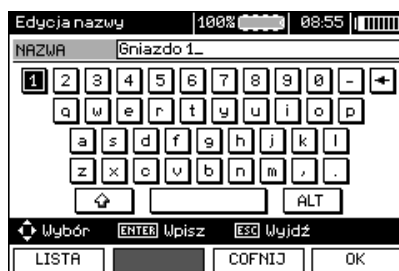 Edycja nazwy 100% 08:55
NAZWA Gniazdo 1_
1 2 3 4 5 6 7 8 9 0 - ←
q w e r t y u i o p
a s d f g h j k l
z x c v b n m , .
ALT
Wybór ENTER Wpisz ESC Wyjdź
LISTA COFNIJ OK